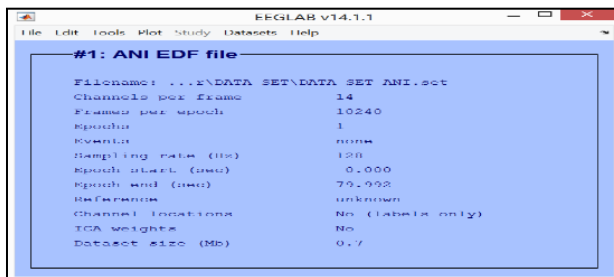 EEGLAB v14.1.1
File Edit Tools Plot Study Datasets Help
#1: ANI EDF file
Filename: ...r\DATA SET\DATA SET ANI.set
Channels per frame 14
Frames per epoch 10240
Epochs 1
Events none
Sampling rate (Hz) 128
Epoch start (sec) 0.000
Epoch end (sec) 79.992
Reference unknown
Channel locations No (labels only)
ICA weights No
Dataset size (Mb) 0.7